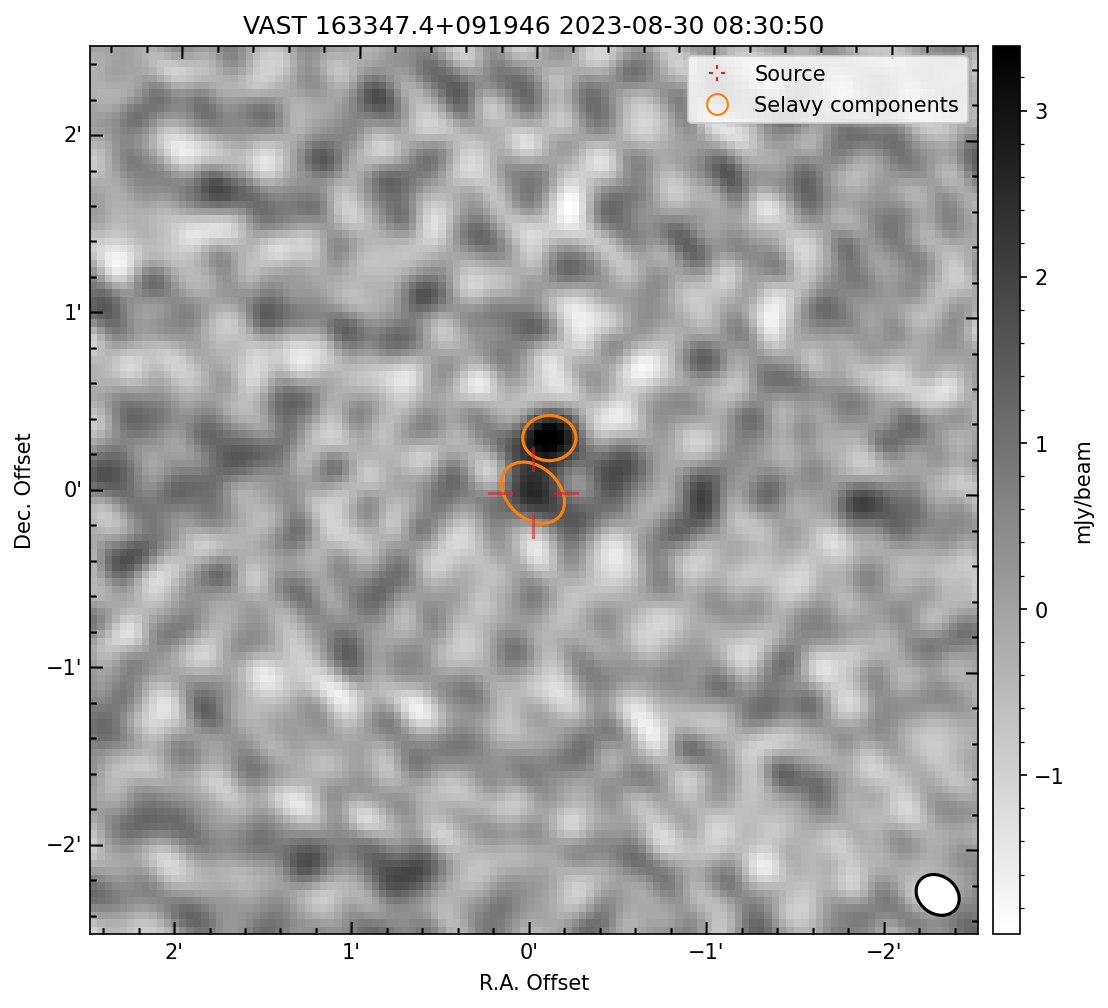 VAST 163347.4+091946 2023-08-30 08:30:50
Source
Selavy components
2'
1'
0'
−1'
−2'
Dec. Offset
2'
1'
0'
−1'
−2'
R.A. Offset
3
2
1
0
−1
mJy/beam